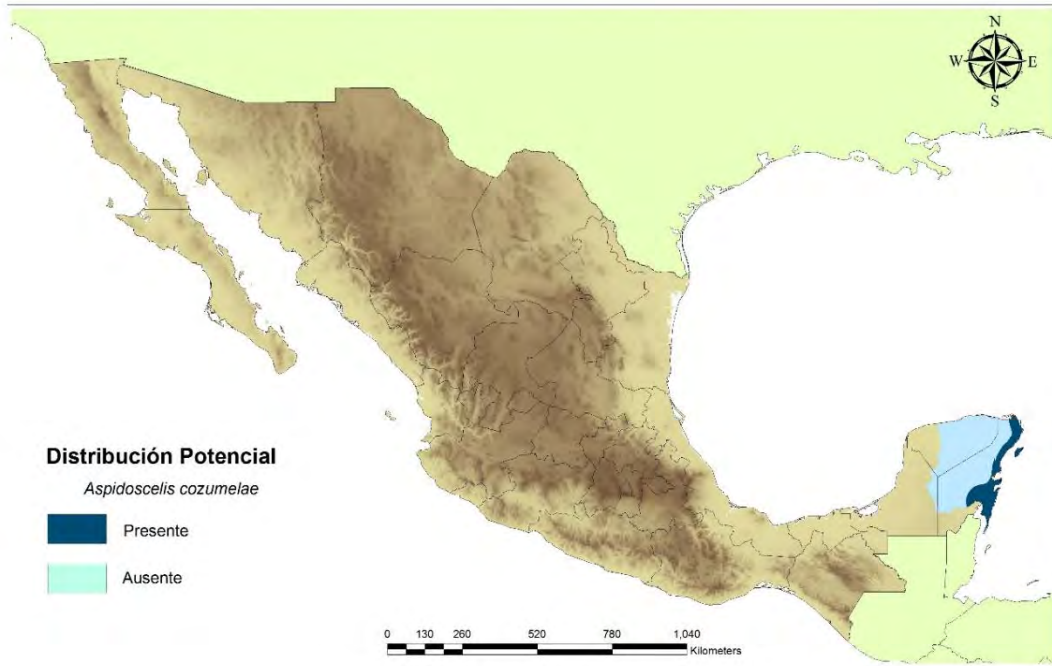 N
W E
S
Distribución Potencial
Aspidoscelis cozumelae
Presente
Ausente
0 130 260 520 780 1,040
Kilometers